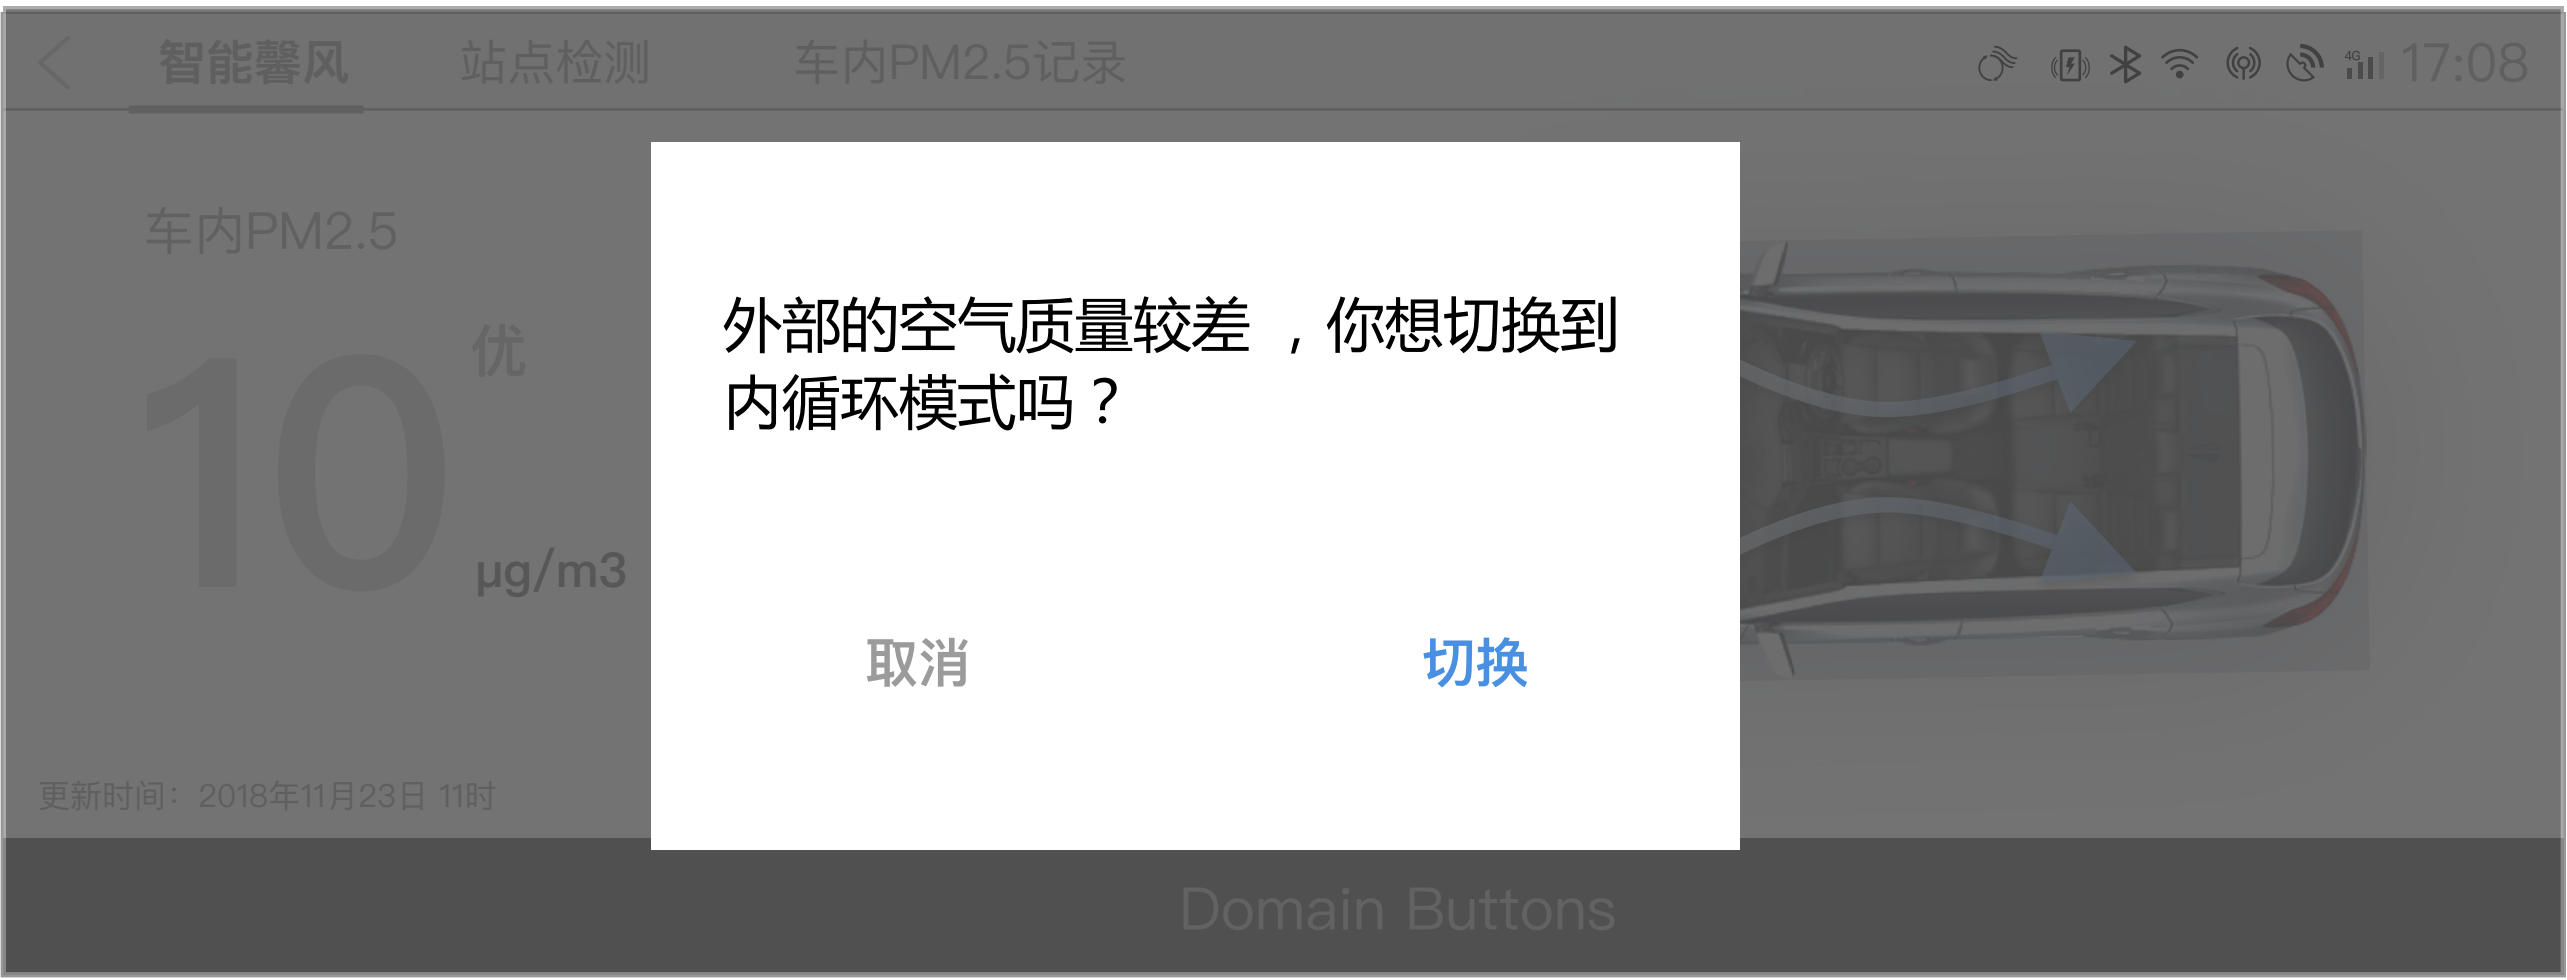 智能馨风 站点检测 车内PM2.5记录 4G 17:08
车内PM2.5
10 优
μg/m3
外部的空气质量较差，你想切换到
内循环模式吗？
取消 切换
更新时间：2018年11月23日 11时
Domain Buttons